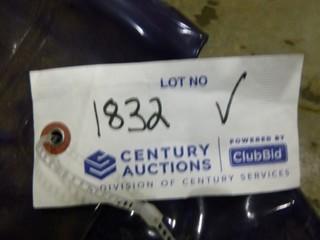 LOT NO
1832 ✓
CENTURY
AUCTIONS
POWERED BY
ClubBid
DIVISION OF CENTURY SERVICES